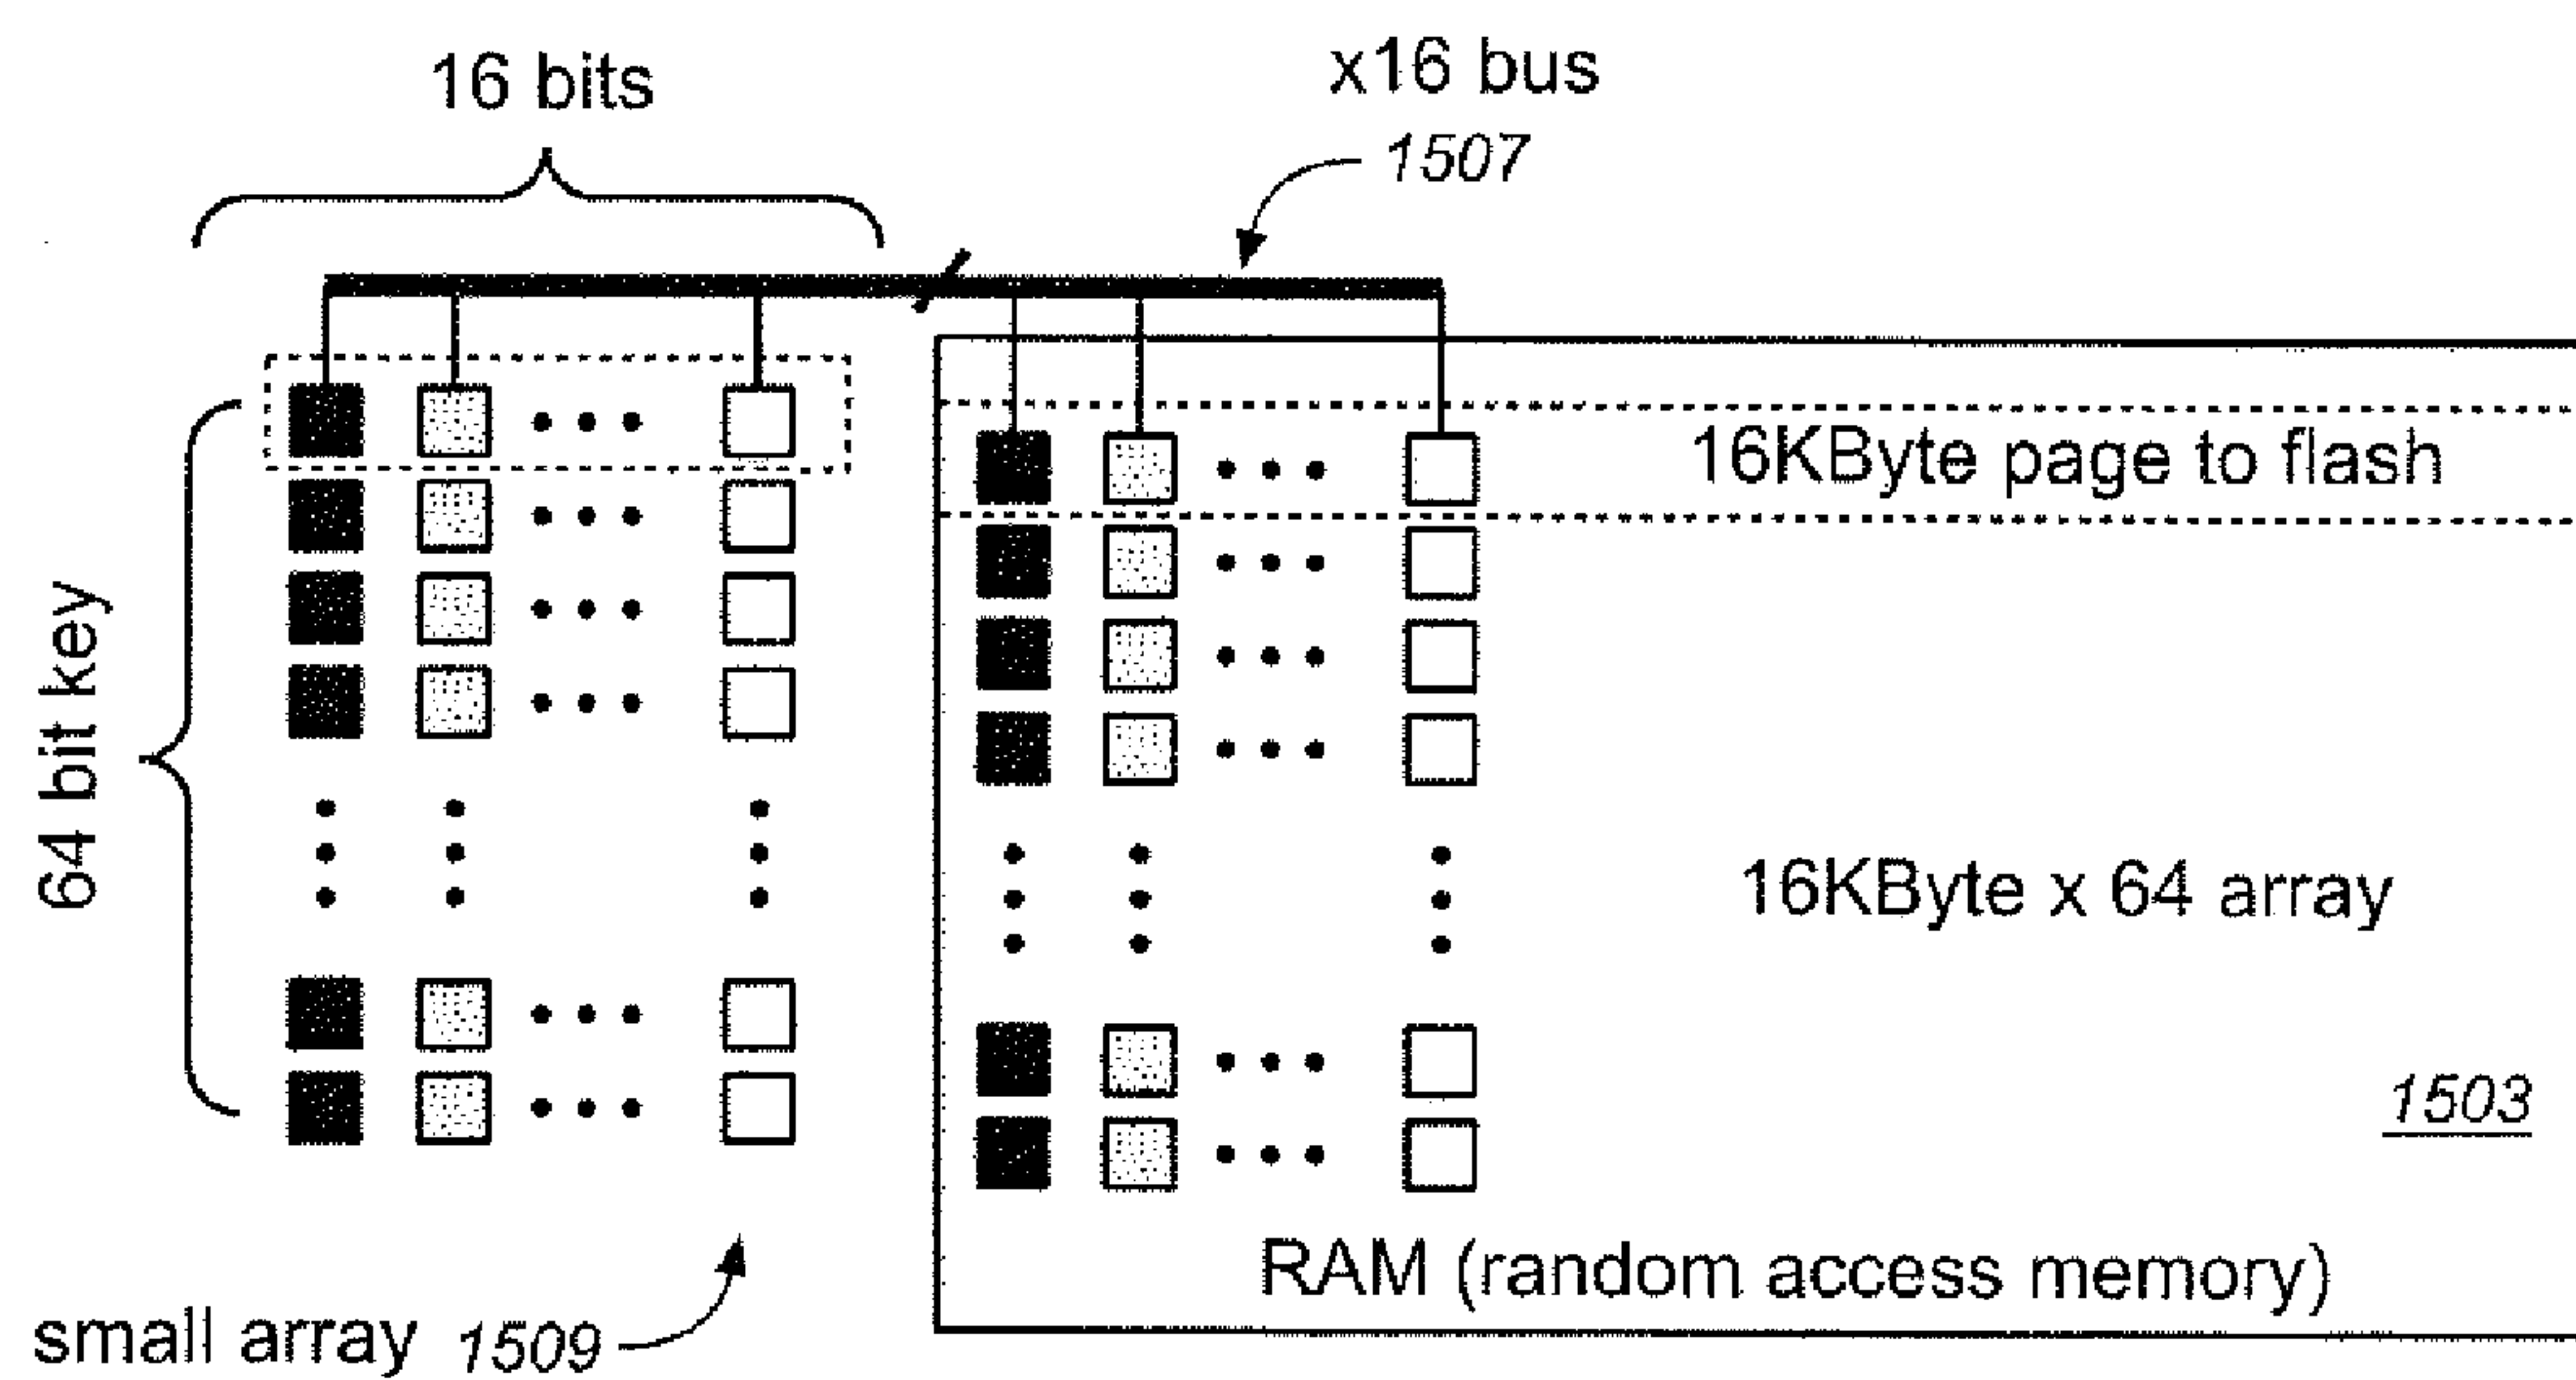 16 bits
x16 bus
1507
64 bit key
16KByte page to flash
16KByte x 64 array
1503
RAM (random access memory)
small array 1509